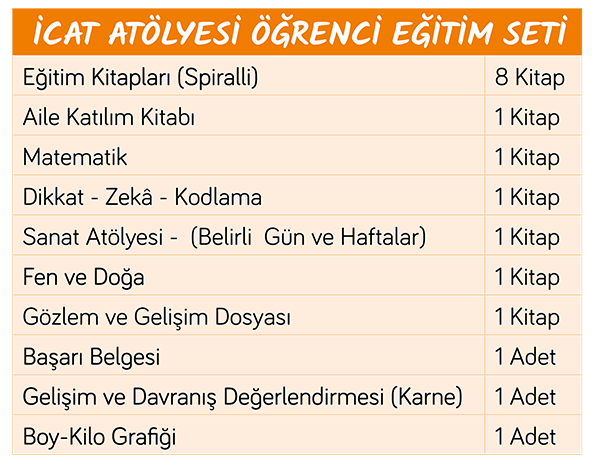 İCAT ATÖLYESİ ÖĞRENCİ EĞİTİM SETİ
Eğitim Kitapları (Spiralli) 8 Kitap
Aile Katılım Kitabı 1 Kitap
Matematik 1 Kitap
Dikkat - Zekâ - Kodlama 1 Kitap
Sanat Atölyesi - (Belirli Gün ve Haftalar) 1 Kitap
Fen ve Doğa 1 Kitap
Gözlem ve Gelişim Dosyası 1 Kitap
Başarı Belgesi 1 Adet
Gelişim ve Davranış Değerlendirmesi (Karne) 1 Adet
Boy-Kilo Grafiği 1 Adet